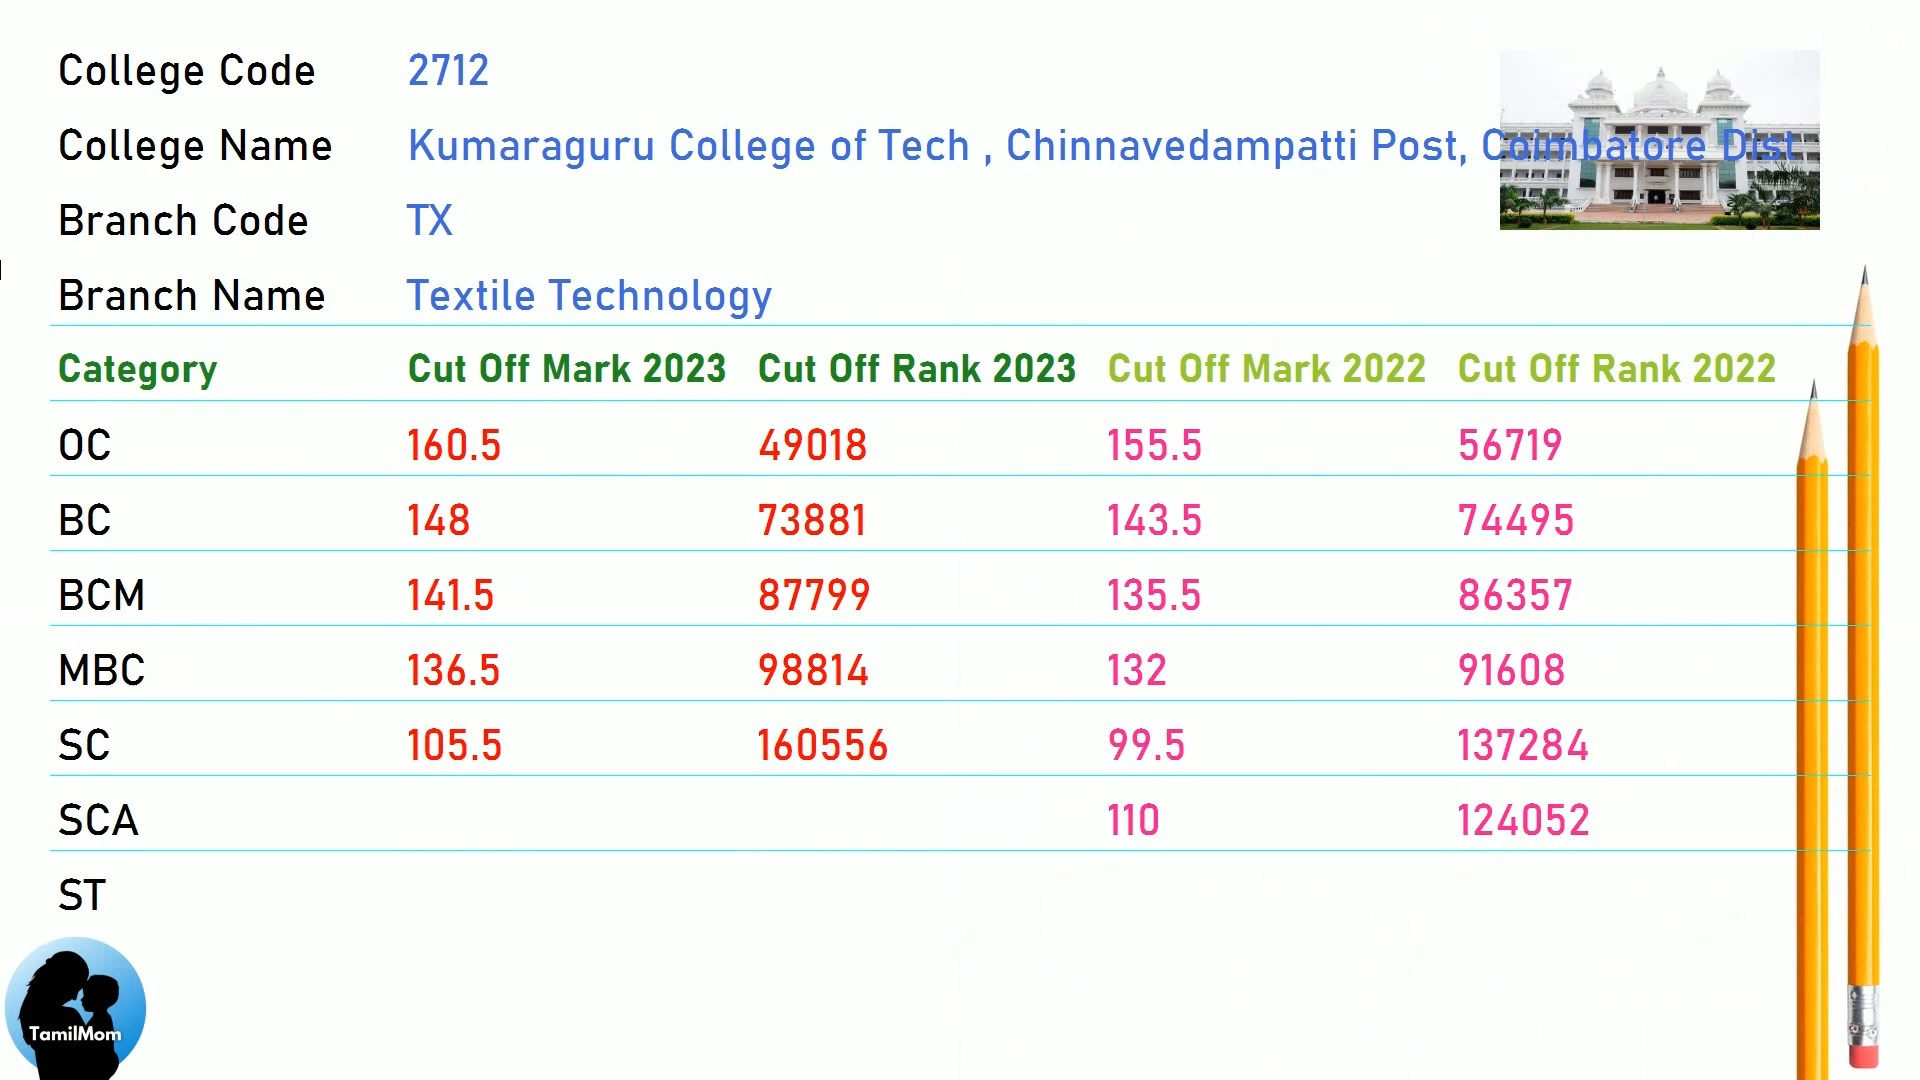 College Code 2712
College Name Kumaraguru College of Tech , Chinnavedampatti Post, Coimbatore Dist
Branch Code TX
Branch Name Textile Technology
Category Cut Off Mark 2023 Cut Off Rank 2023 Cut Off Mark 2022 Cut Off Rank 2022
OC 160.5 49018 155.5 56719
BC 148 73881 143.5 74495
BCM 141.5 87799 135.5 86357
MBC 136.5 98814 132 91608
SC 105.5 160556 99.5 137284
SCA 110 124052
ST
TamilMom